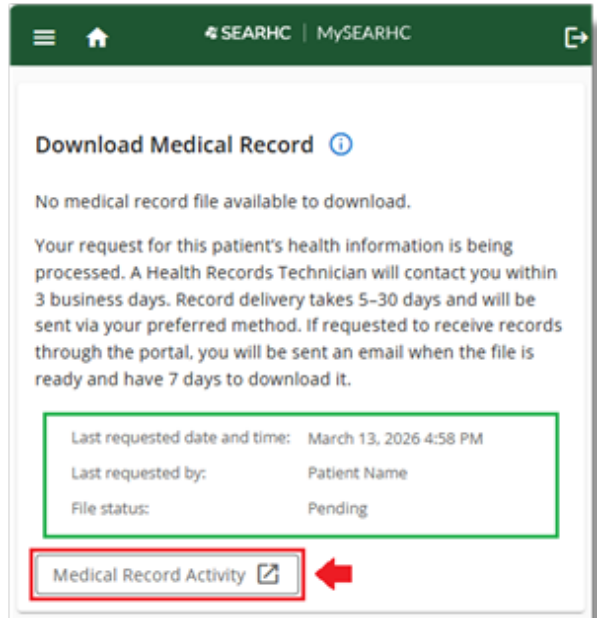 SEARHC | MySEARHC
Download Medical Record
No medical record file available to download.
Your request for this patient's health information is being
processed. A Health Records Technician will contact you within
3 business days. Record delivery takes 5–30 days and will be
sent via your preferred method. If requested to receive records
through the portal, you will be sent an email when the file is
ready and have 7 days to download it.
Last requested date and time: March 13, 2026 4:58 PM
Last requested by: Patient Name
File status: Pending
Medical Record Activity